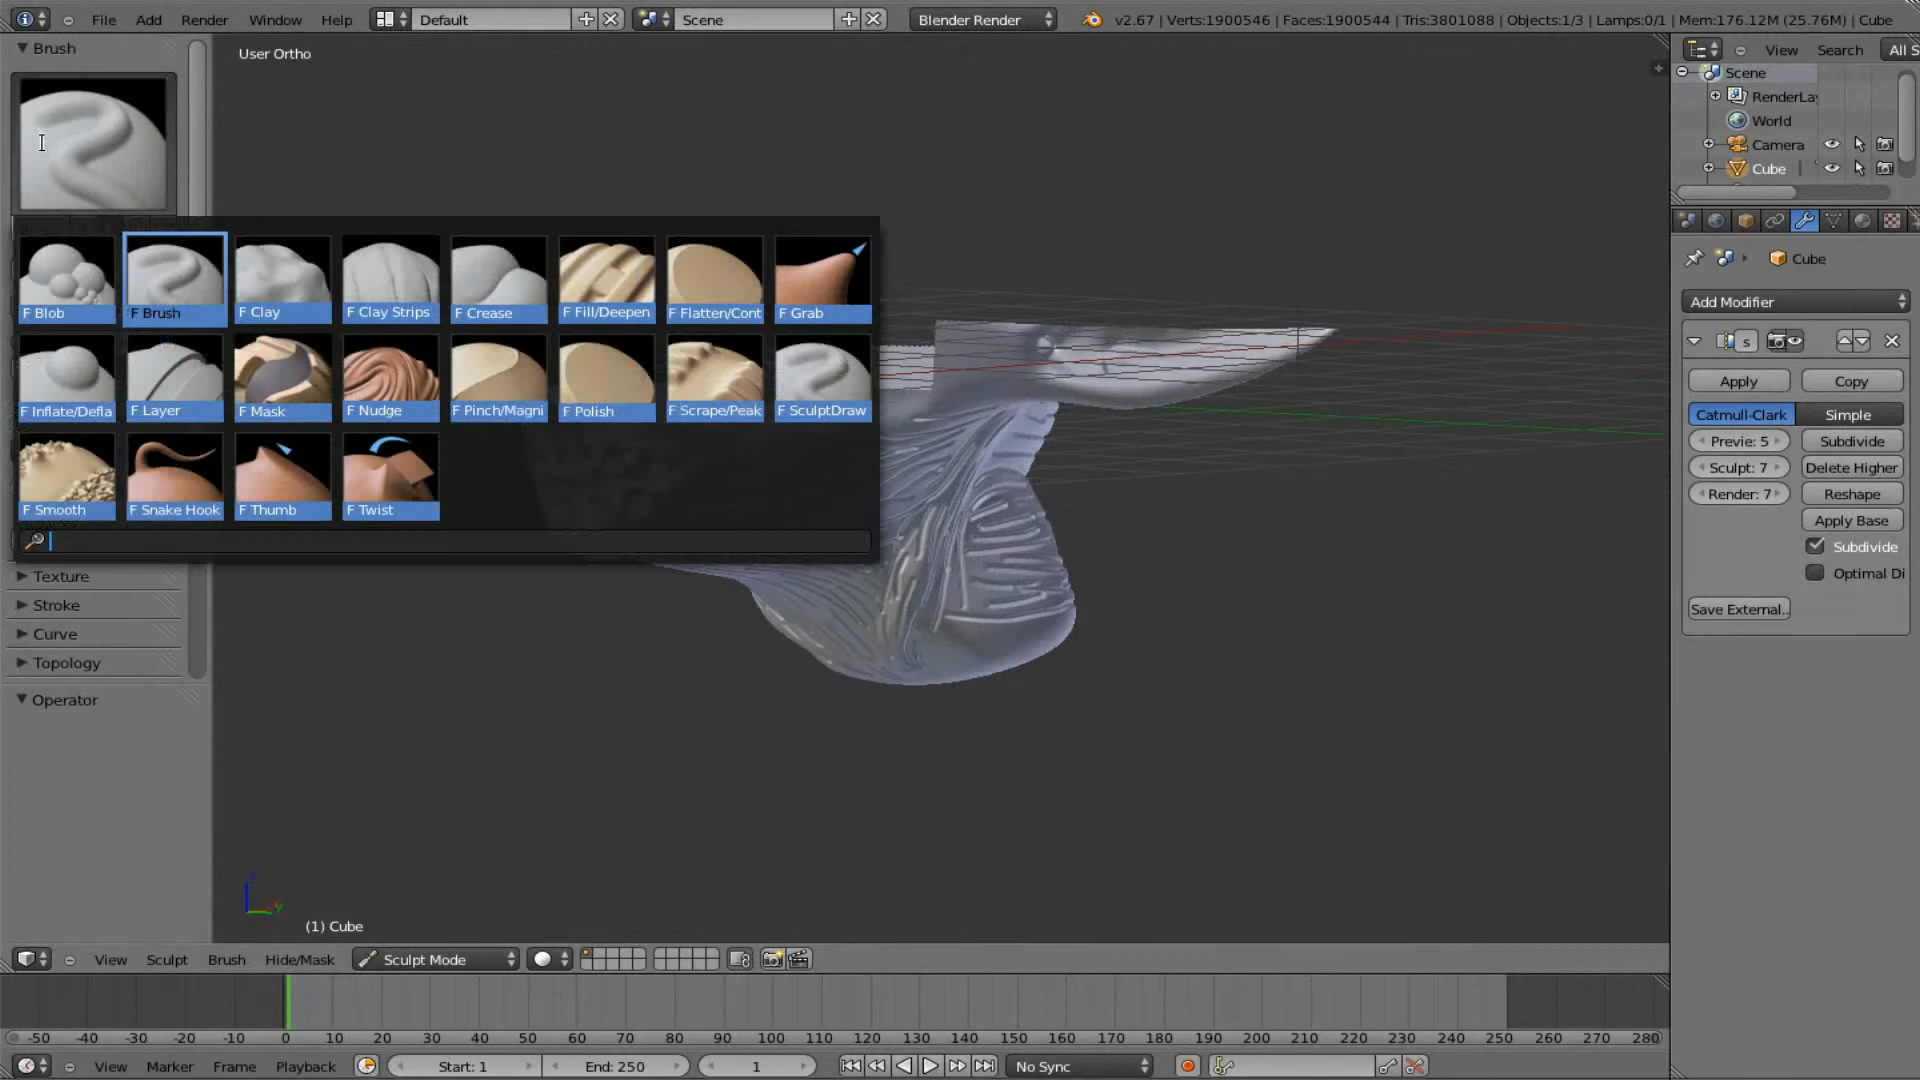 File Add Render Window Help Default Scene Blender Render v2.67 | Verts:1900546 | Faces:1900544 | Tris:3801088 | Objects:1/3 | Lamps:0/1 | Mem:176.12M (25.76M) | Cube
Brush
User Ortho
View Search All S
Scene
RenderLa
World
Camera
Cube
F Blob F Brush F Clay F Clay Strips F Crease F Fill/Deepen F Flatten/Cont F Grab
F Inflate/Defla F Layer F Mask F Nudge F Pinch/Magni F Polish F Scrape/Peak F SculptDraw
F Smooth F Snake Hook F Thumb F Twist
Cube
Add Modifier
s
Apply Copy
Catmull-Clark Simple
Previe: 5 Subdivide
Sculpt: 7 Delete Higher
Render: 7 Reshape
Apply Base
Subdivide
Optimal Di
Save External..
Texture
Stroke
Curve
Topology
Operator
(1) Cube
View Sculpt Brush Hide/Mask Sculpt Mode
-50 -40 -30 -20 -10 0 10 20 30 40 50 60 70 80 90 100 110 120 130 140 150 160 170 180 190 200 210 220 230 240 250 260 270 280
View Marker Frame Playback Start: 1 End: 250 1 No Sync